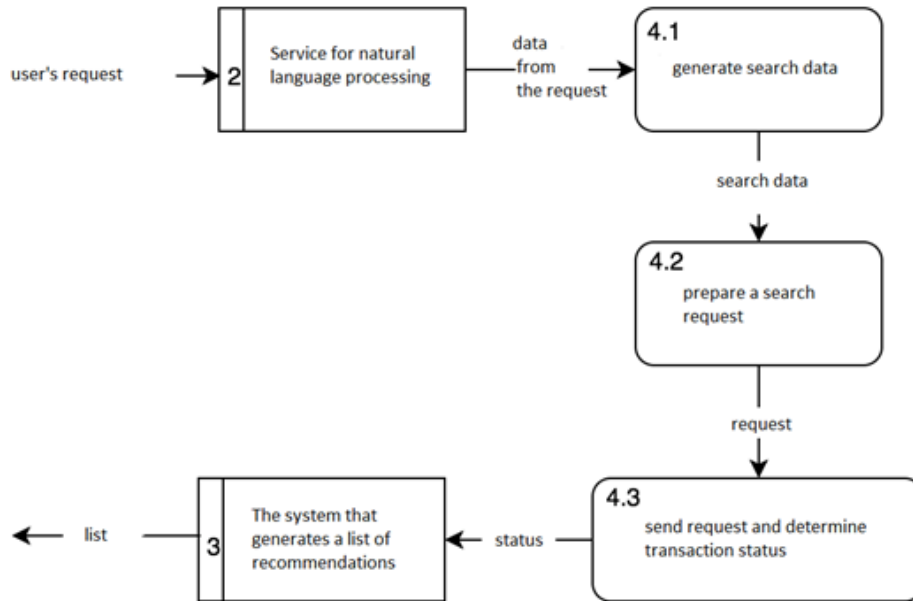 user's request
2
Service for natural
language processing
data
from
the request
4.1
generate search data
search data
4.2
prepare a search
request
request
4.3
send request and determine
transaction status
status
3
The system that
generates a list of
recommendations
list